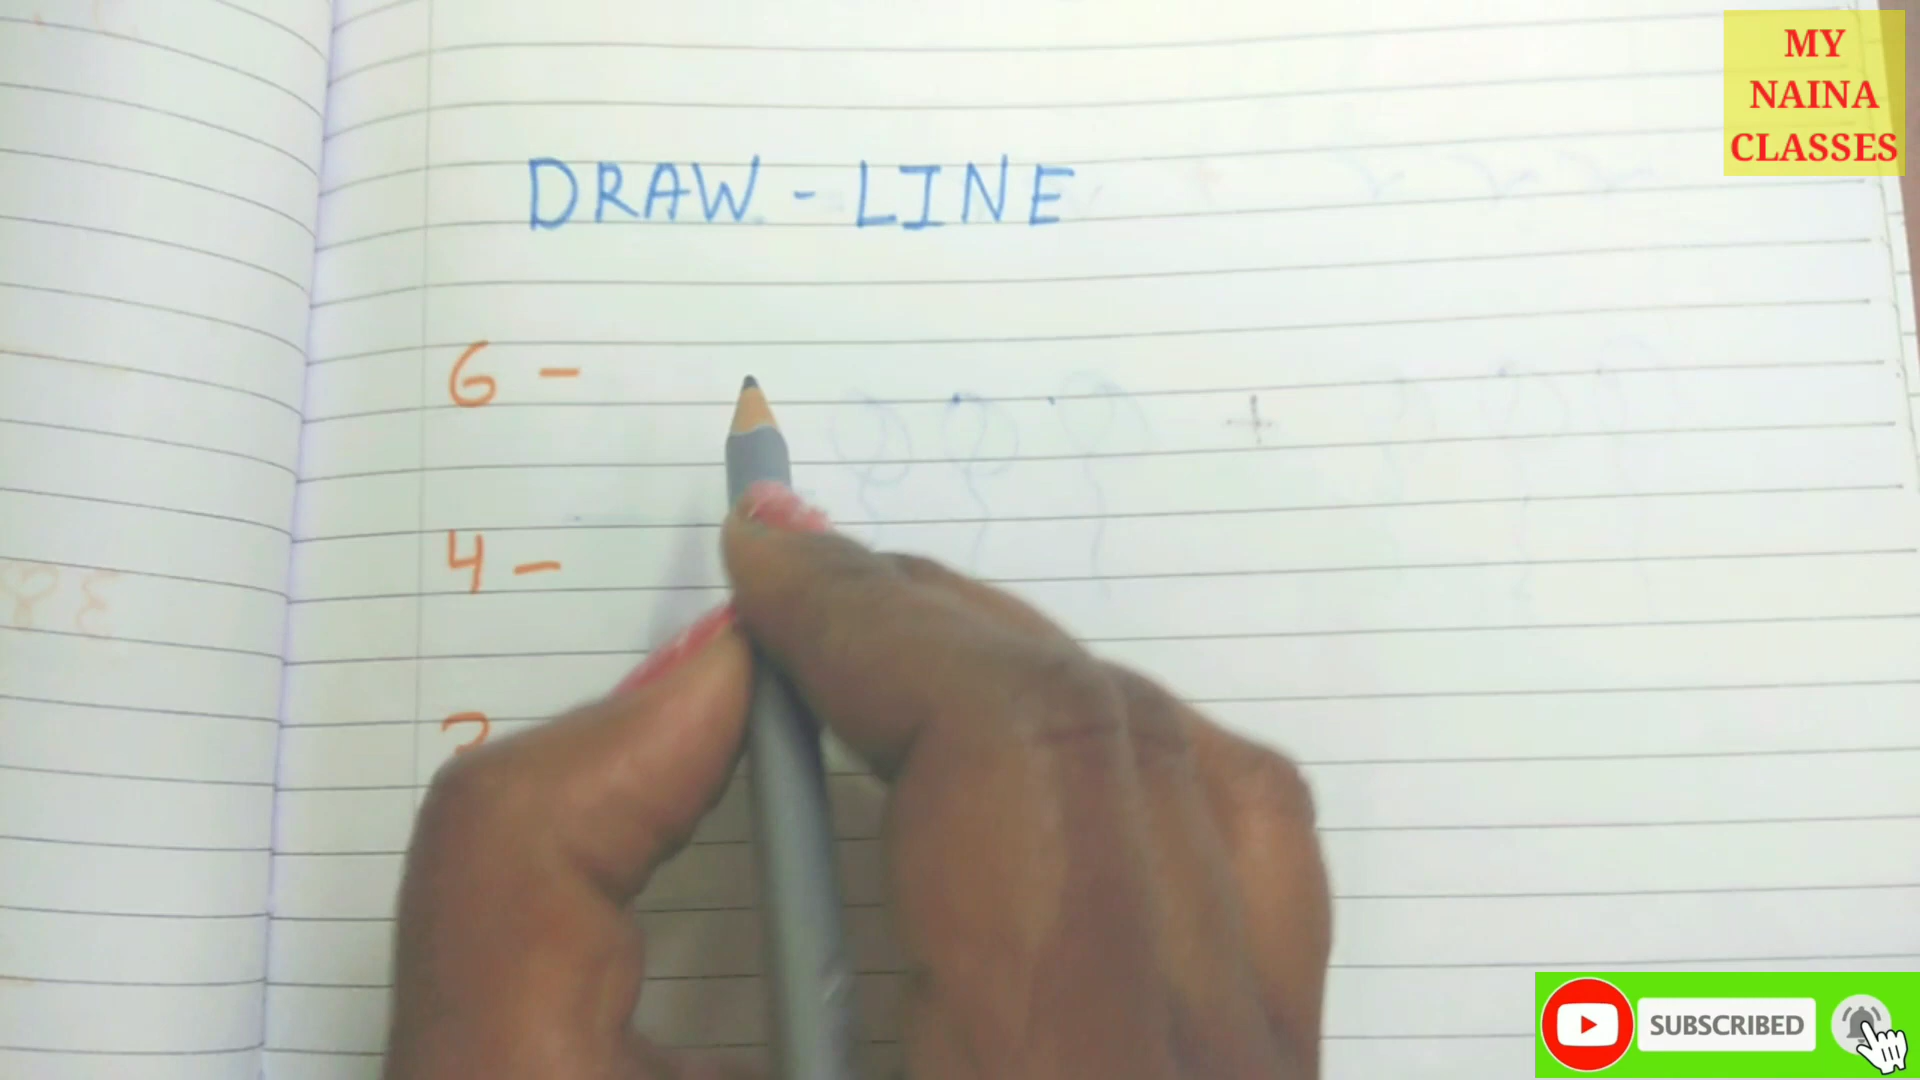 MY
NAINA
CLASSES
DRAW - LINE
6 -
4 -
+
SUBSCRIBED